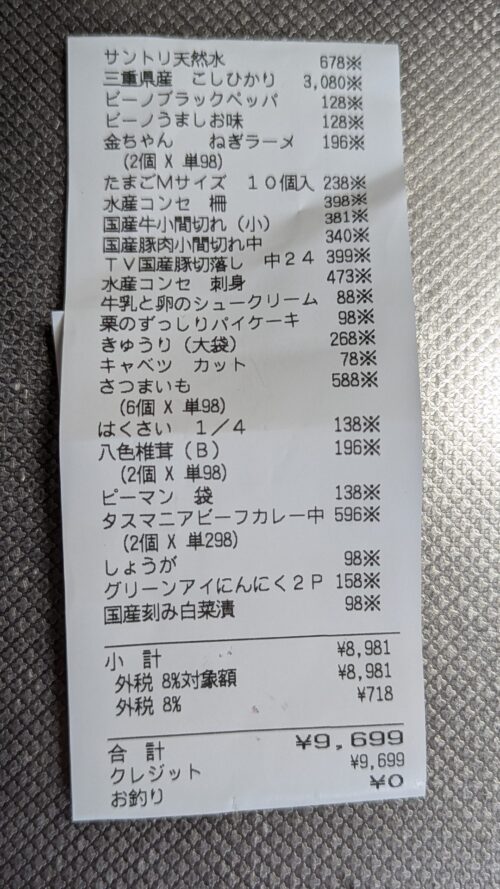 サントリ天然水 678※
三重県産 こしひかり 3,080※
ビーノブラックペッパ 128※
ビーノうましお味 128※
金ちゃん ねぎラーメ 196※
(2個 X 単98)
たまごMサイズ 10個入 238※
水産コンセ 柵 398※
国産牛小間切れ(小) 381※
国産豚肉小間切れ中 340※
TV国産豚切落し 中24 399※
水産コンセ 刺身 473※
牛乳と卵のシュークリーム 88※
栗のずっしりパイケーキ 98※
きゅうり(大袋) 268※
キャベツ カット 78※
さつまいも 588※
(6個 X 単98)
はくさい 1/4 138※
八色椎茸(B) 196※
(2個 X 単98)
ピーマン 袋 138※
タスマニアビーフカレー中 596※
(2個 X 単298)
しょうが 98※
グリーンアイにんにく2P 158※
国産刻み白菜漬 98※
小 計 ¥8,981
外税 8%対象額 ¥8,981
外税 8% ¥718
合 計 ¥9,699
クレジット ¥9,699
お釣り ¥0